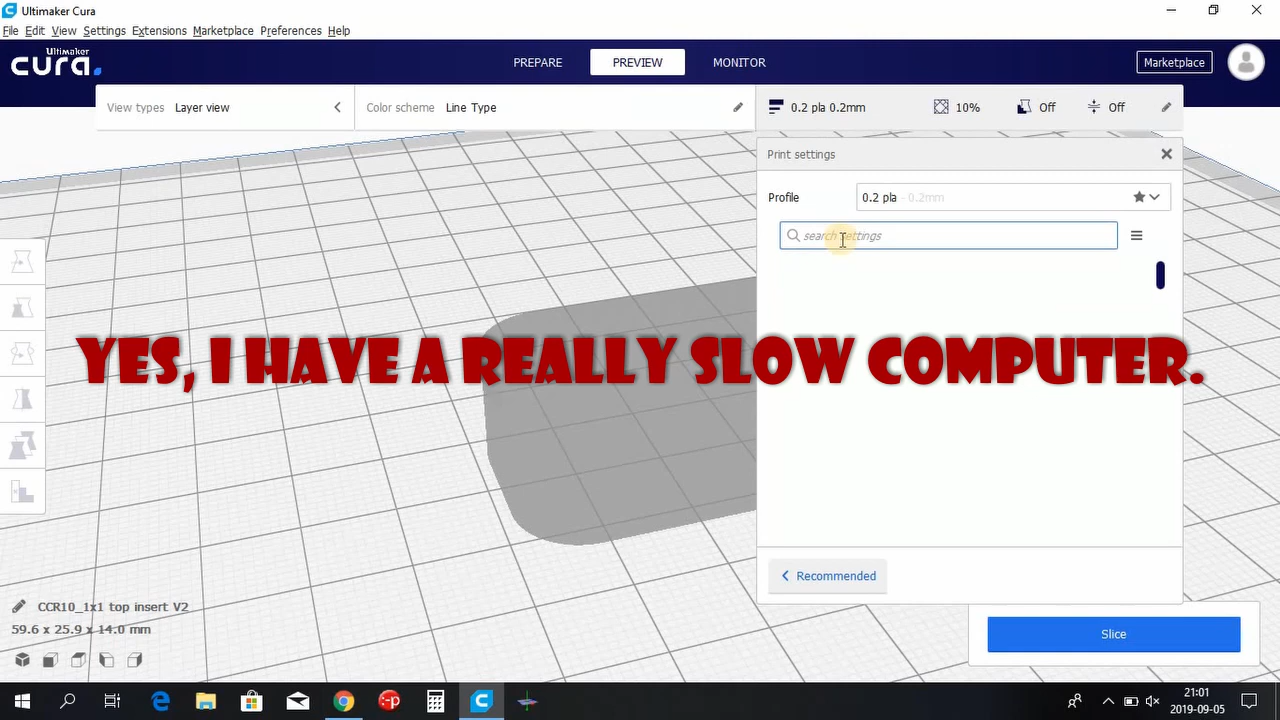 Ultimaker Cura
File Edit View Settings Extensions Marketplace Preferences Help
Ultimaker
cura.
PREPARE PREVIEW MONITOR
Marketplace
View types Layer view
Color scheme Line Type
0.2 pla 0.2mm 10% Off Off
Print settings
Profile 0.2 pla - 0.2mm
search settings
YES, I HAVE A REALLY SLOW COMPUTER.
Recommended
CCR10_1x1 top insert V2
59.6 x 25.9 x 14.0 mm
Slice
21:01
2019-09-05